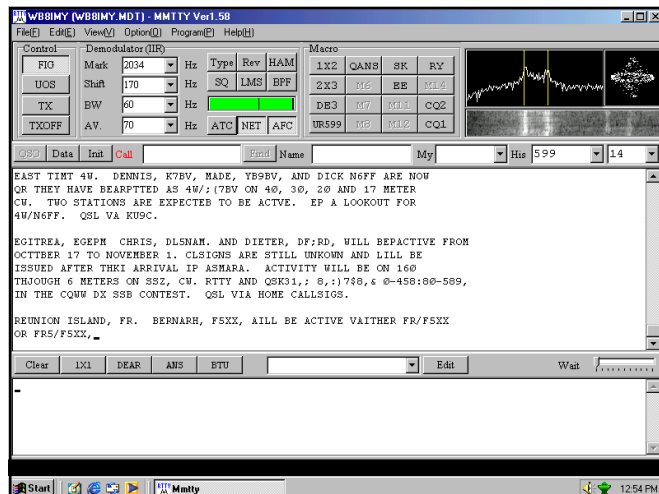 WB8IMY (WB8IMY.MDT) - MMTTY Ver1.58
File(F) Edit(E) View(V) Option(O) Program(P) Help(H)
Control Demodulator (IIR) Macro
FIG Mark 2034 Hz Type Rev HAM 1X2 QANS SK RY
UOS Shift 170 Hz SQ LMS BPF 2X3 M6 EE M14
TX BW 60 Hz DE3 M7 M11 CQ2
TXOFF AV. 70 Hz ATC NET AFC UR599 M8 M12 CQ1
QSO Data Init Call Find Name My His 599 14
EAST TIMT 4W. DENNIS, K7BV, MADE, YB9BV, AND DICK N6FF ARE NOW
QR THEY HAVE BEARPTTED AS 4W/;(7BV ON 40, 30, 20 AND 17 METER
CW. TWO STATIONS ARE EXPECTEB TO BE ACTVE. EP A LOOKOUT FOR
4W/N6FF. QSL VA KU9C.
EGITREA, EGEPM CHRIS, DL5NAM. AND DIETER, DF;RD, WILL BEPACTIVE FROM
OCTTBER 17 TO NOVEMBER 1. CLSIGNS ARE STILL UNKOWN AND LILL BE
ISSUED AFTER THKI ARRIVAL IP ASMARA. ACTIVITY WILL BE ON 160
THJOUGH 6 METERS ON SSZ, CW. RTTY AND QSK31,; 8,:)7$8,& 0-458:80-589,
IN THE CQWW DX SSB CONTEST. QSL VIA HOME CALLSIGS.
REUNION ISLAND, FR. BERNARH, F5XX, AILL BE ACTIVE VAITHER FR/F5XX
OR FR5/F5XX,_
Clear 1X1 DEAR ANS BTU Edit Wait
Start Mmtty 12:54 PM